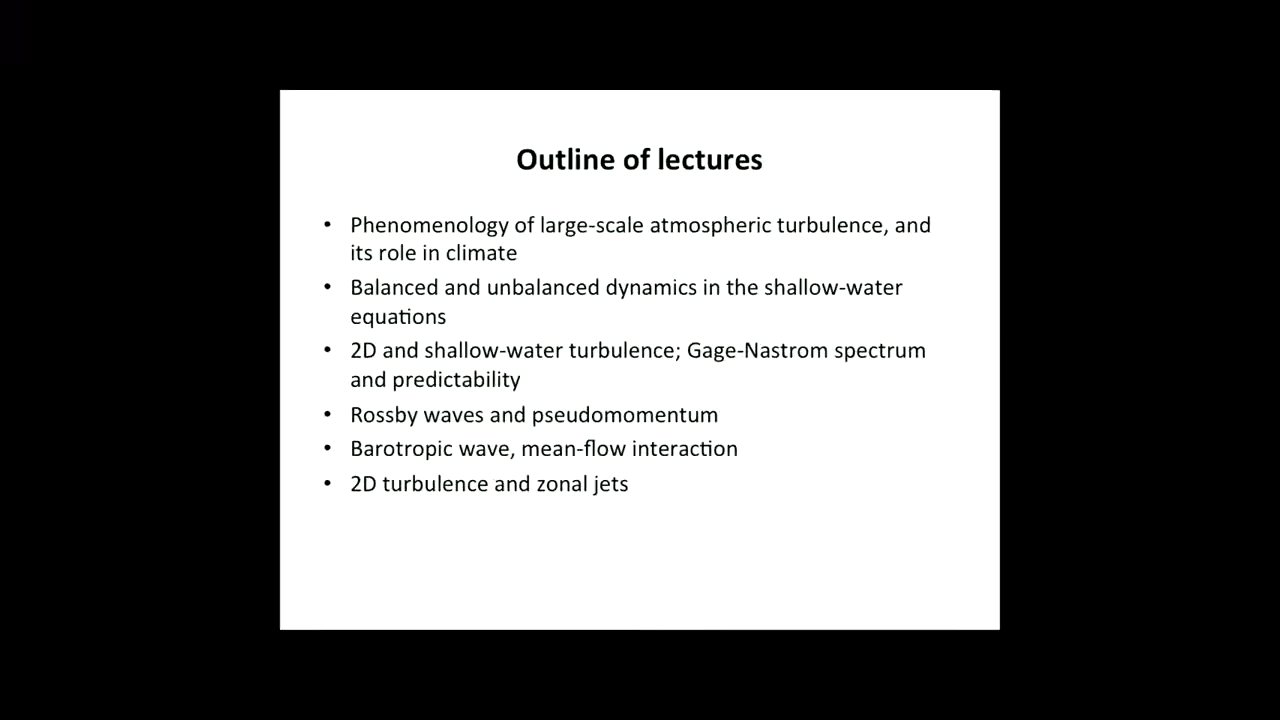 Outline of lectures
• Phenomenology of large-scale atmospheric turbulence, and
its role in climate
• Balanced and unbalanced dynamics in the shallow-water
equations
• 2D and shallow-water turbulence; Gage-Nastrom spectrum
and predictability
• Rossby waves and pseudomomentum
• Barotropic wave, mean-flow interaction
• 2D turbulence and zonal jets